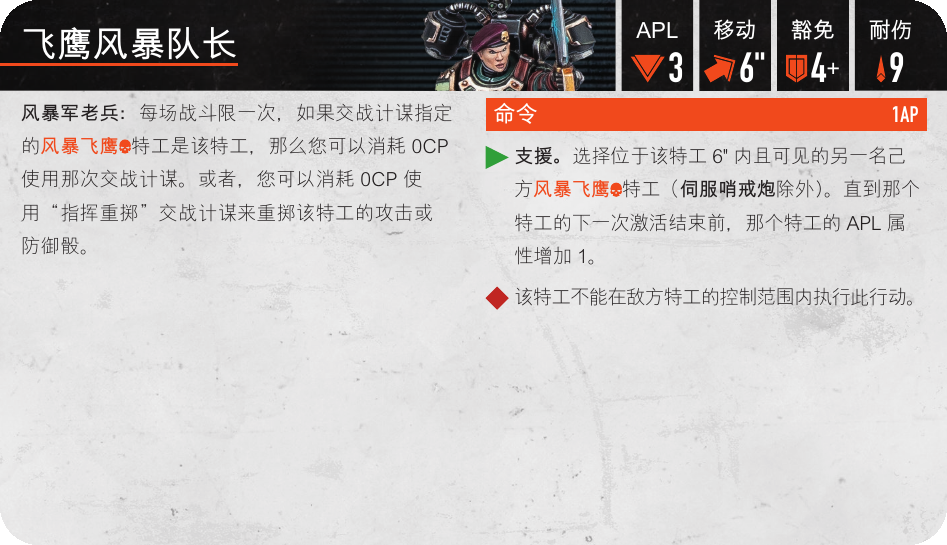 飞鹰风暴队长
APL 移动 豁免 耐伤
3 6" 4+ 9
风暴军老兵：每场战斗限一次，如果交战计谋指定
的风暴飞鹰特工是该特工，那么您可以消耗 0CP
使用那次交战计谋。或者，您可以消耗 0CP 使
用“指挥重掷”交战计谋来重掷该特工的攻击或
防御骰。
命令 1AP
支援。选择位于该特工 6" 内且可见的另一名己
方风暴飞鹰特工（伺服哨戒炮除外）。直到那个
特工的下一次激活结束前，那个特工的 APL 属
性增加 1。
该特工不能在敌方特工的控制范围内执行此行动。